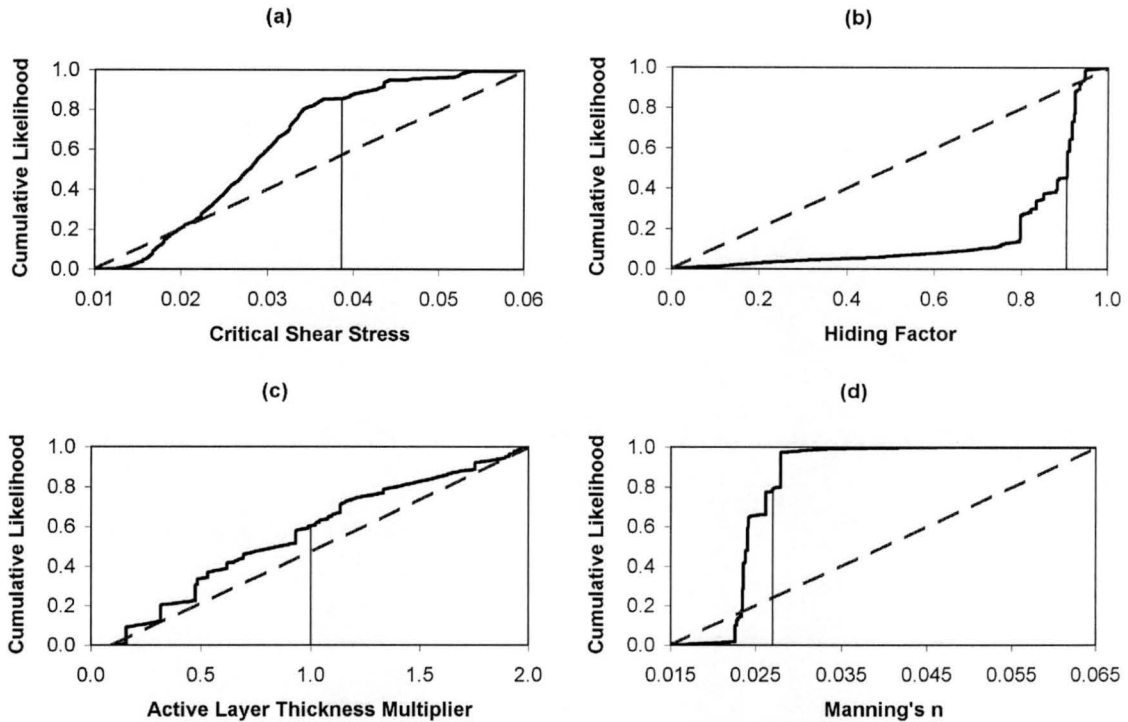 (a)
Cumulative Likelihood
1.0
0.8
0.6
0.4
0.2
0.0
0.01 0.02 0.03 0.04 0.05 0.06
Critical Shear Stress
(b)
Cumulative Likelihood
1.0
0.8
0.6
0.4
0.2
0.0
0.0 0.2 0.4 0.6 0.8 1.0
Hiding Factor
(c)
Cumulative Likelihood
1.0
0.8
0.6
0.4
0.2
0.0
0.0 0.5 1.0 1.5 2.0
Active Layer Thickness Multiplier
(d)
Cumulative Likelihood
1.0
0.8
0.6
0.4
0.2
0.0
0.015 0.025 0.035 0.045 0.055 0.065
Manning's n